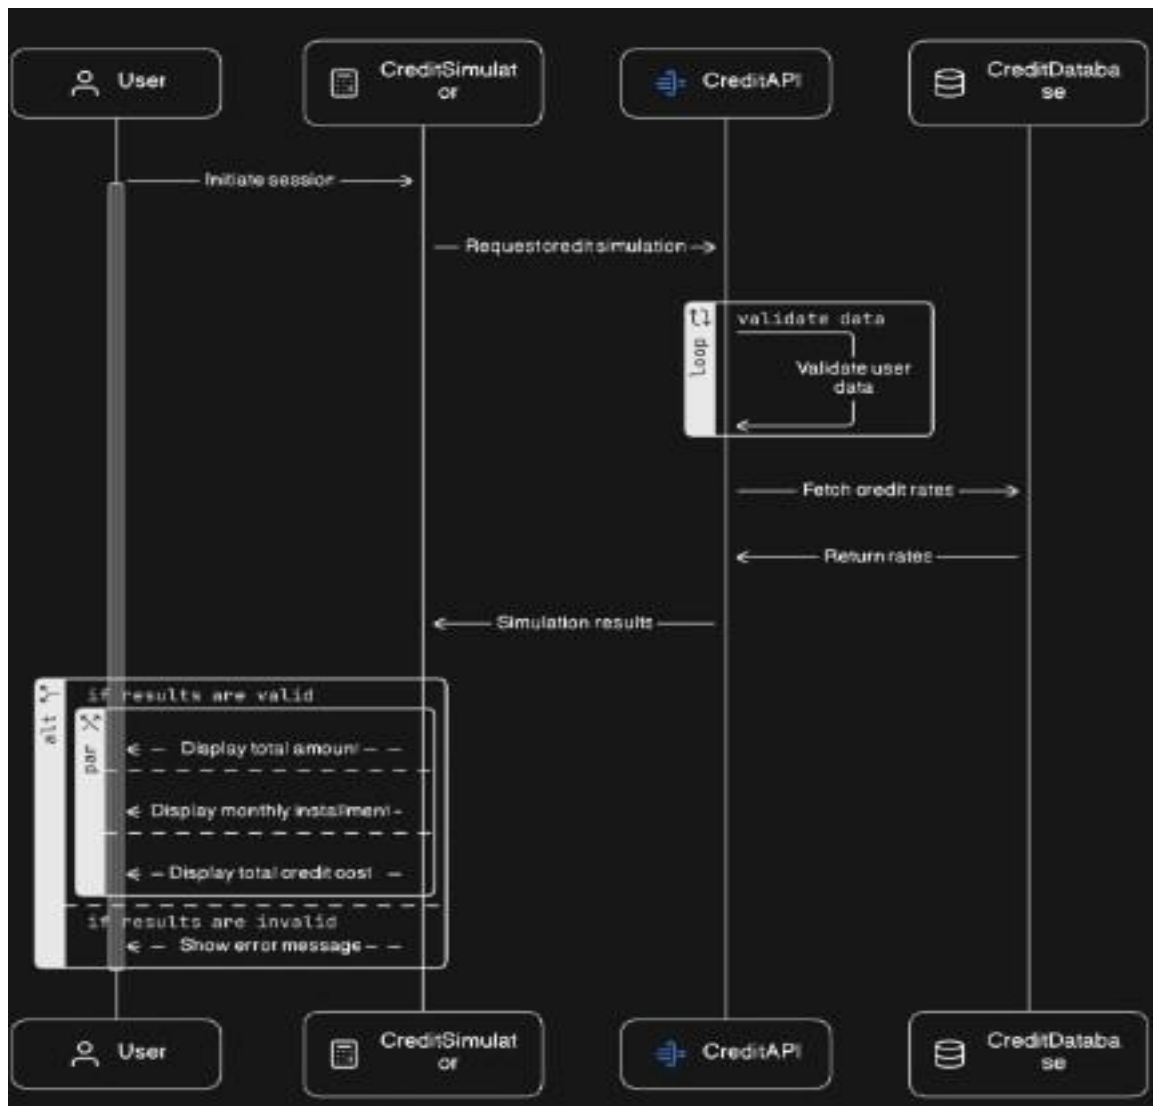 User
CreditSimulat
or
CreditAPI
CreditDataba
se
Initiate session
Request credit simulation
loop
validate data
Validate user
data
Fetch credit rates
Return rates
Simulation results
alt
if results are valid
par
Display total amount
Display monthly installment
Display total credit cost
if results are invalid
Show error message
User
CreditSimulat
or
CreditAPI
CreditDataba
se